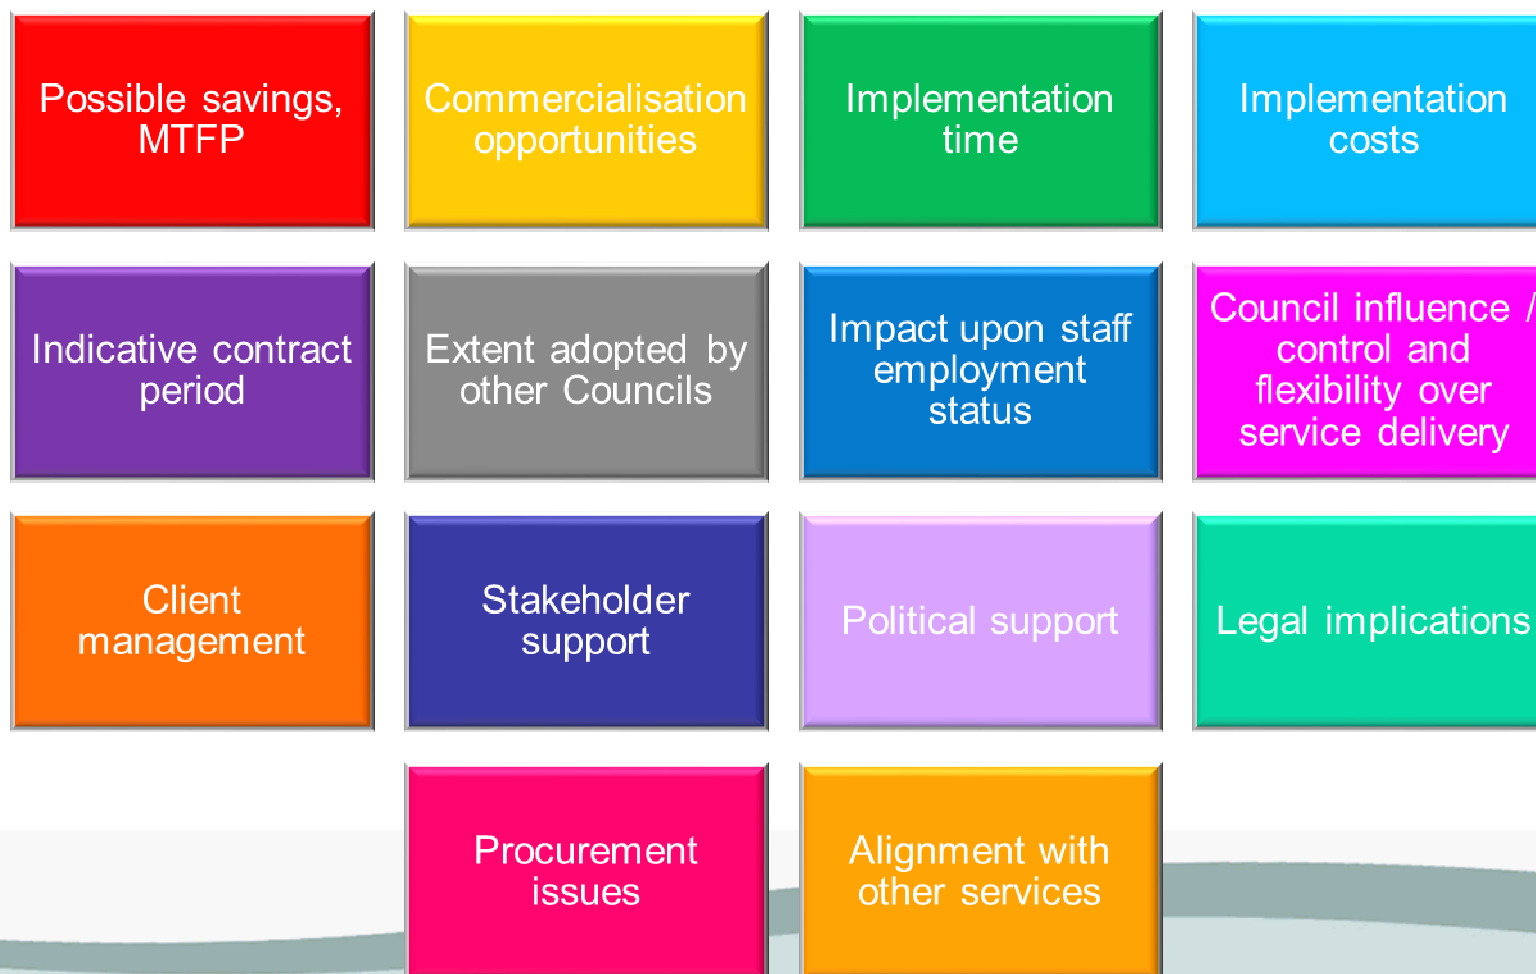 Possible savings,
MTFP
Commercialisation
opportunities
Implementation
time
Implementation
costs
Indicative contract
period
Extent adopted by
other Councils
Impact upon staff
employment
status
Council influence /
control and
flexibility over
service delivery
Client
management
Stakeholder
support
Political support
Legal implications
Procurement
issues
Alignment with
other services